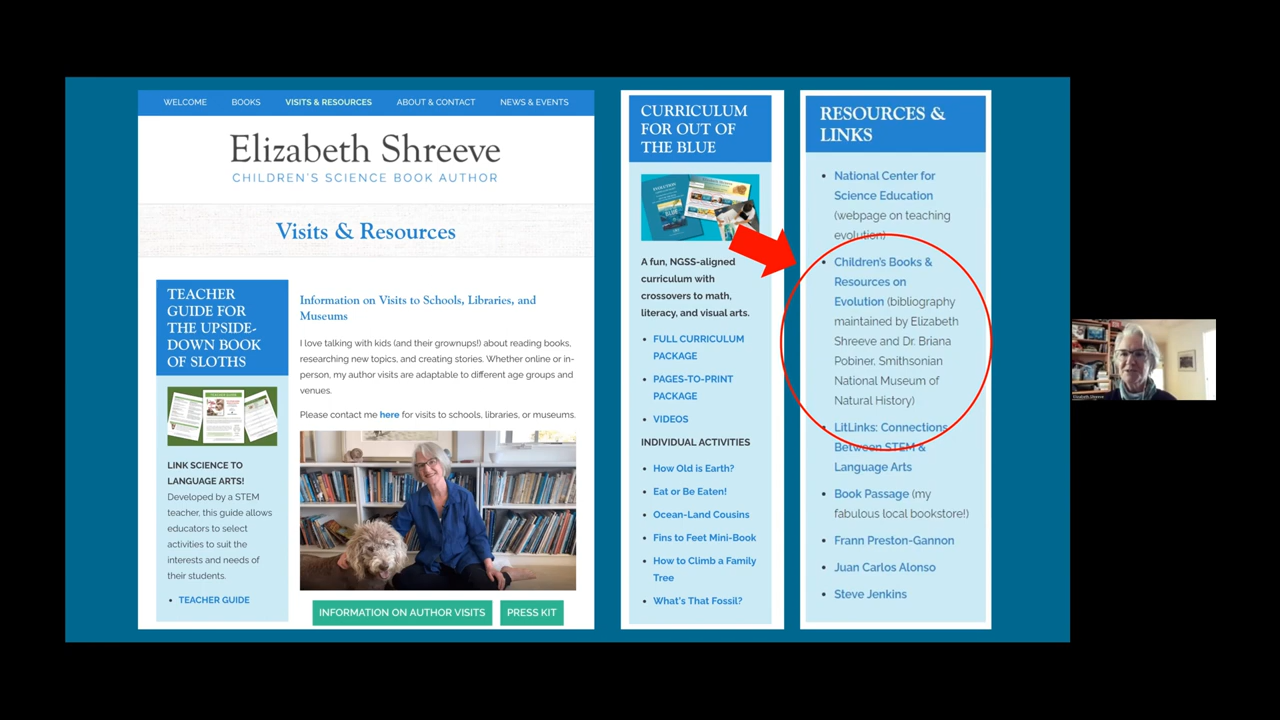 WELCOME BOOKS VISITS & RESOURCES ABOUT & CONTACT NEWS & EVENTS
Elizabeth Shreeve
CHILDREN'S SCIENCE BOOK AUTHOR
Visits & Resources
TEACHER
GUIDE FOR
THE UPSIDE-
DOWN BOOK
OF SLOTHS
LINK SCIENCE TO
LANGUAGE ARTS!
Developed by a STEM
teacher, this guide allows
educators to select
activities to suit the
interests and needs of
their students.
• TEACHER GUIDE
Information on Visits to Schools, Libraries, and
Museums
I love talking with kids (and their grownups!) about reading books,
researching new topics, and creating stories. Whether online or in-
person, my author visits are adaptable to different age groups and
venues.
Please contact me here for visits to schools, libraries, or museums.
INFORMATION ON AUTHOR VISITS PRESS KIT
CURRICULUM
FOR OUT OF
THE BLUE
A fun, NGSS-aligned
curriculum with
crossovers to math,
literacy, and visual arts.
• FULL CURRICULUM
PACKAGE
• PAGES-TO-PRINT
PACKAGE
• VIDEOS
INDIVIDUAL ACTIVITIES
• How Old is Earth?
• Eat or Be Eaten!
• Ocean-Land Cousins
• Fins to Feet Mini-Book
• How to Climb a Family
Tree
• What's That Fossil?
RESOURCES &
LINKS
• National Center for
Science Education
(webpage on teaching
evolution)
• Children's Books &
Resources on
Evolution (bibliography
maintained by Elizabeth
Shreeve and Dr. Briana
Pobiner, Smithsonian
National Museum of
Natural History)
• LitLinks: Connections
Between STEM &
Language Arts
• Book Passage (my
fabulous local bookstore!)
• Frann Preston-Gannon
• Juan Carlos Alonso
• Steve Jenkins
Elizabeth Shreeve